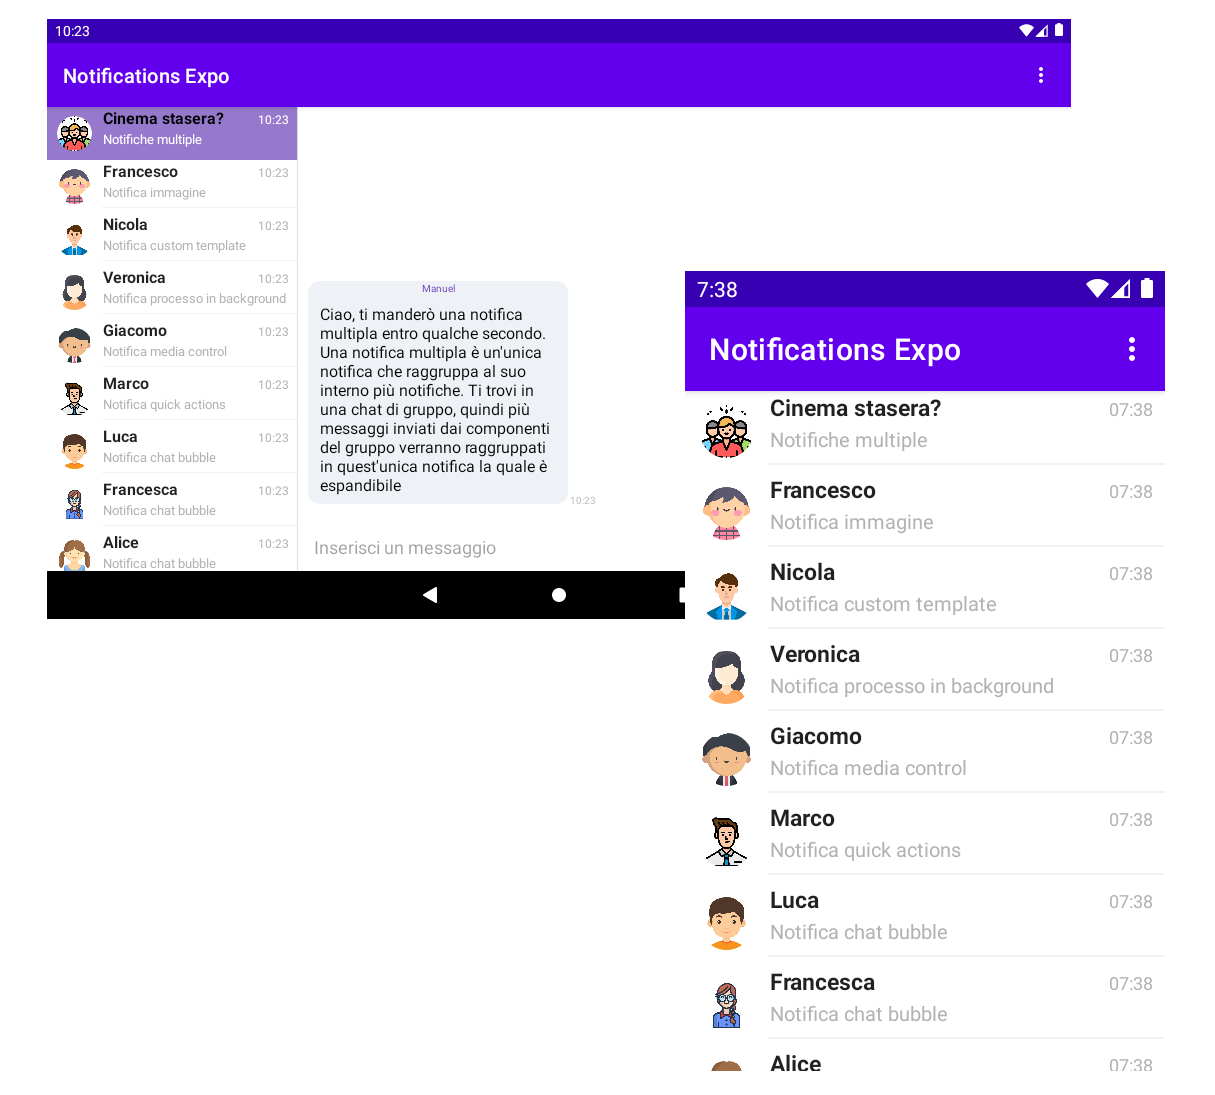 10:23
Notifications Expo
Cinema stasera? 10:23
Notifiche multiple
Francesco 10:23
Notifica immagine
Nicola 10:23
Notifica custom template
Veronica 10:23
Notifica processo in background
Giacomo 10:23
Notifica media control
Marco 10:23
Notifica quick actions
Luca 10:23
Notifica chat bubble
Francesca 10:23
Notifica chat bubble
Alice 10:23
Notifica chat bubble
Manuel
Ciao, ti manderò una notifica
multipla entro qualche secondo.
Una notifica multipla è un'unica
notifica che raggruppa al suo
interno più notifiche. Ti trovi in
una chat di gruppo, quindi più
messaggi inviati dai componenti
del gruppo verranno raggruppati
in quest'unica notifica la quale è
espandibile
10:23
Inserisci un messaggio
7:38
Notifications Expo
Cinema stasera? 07:38
Notifiche multiple
Francesco 07:38
Notifica immagine
Nicola 07:38
Notifica custom template
Veronica 07:38
Notifica processo in background
Giacomo 07:38
Notifica media control
Marco 07:38
Notifica quick actions
Luca 07:38
Notifica chat bubble
Francesca 07:38
Notifica chat bubble
Alice 07:38